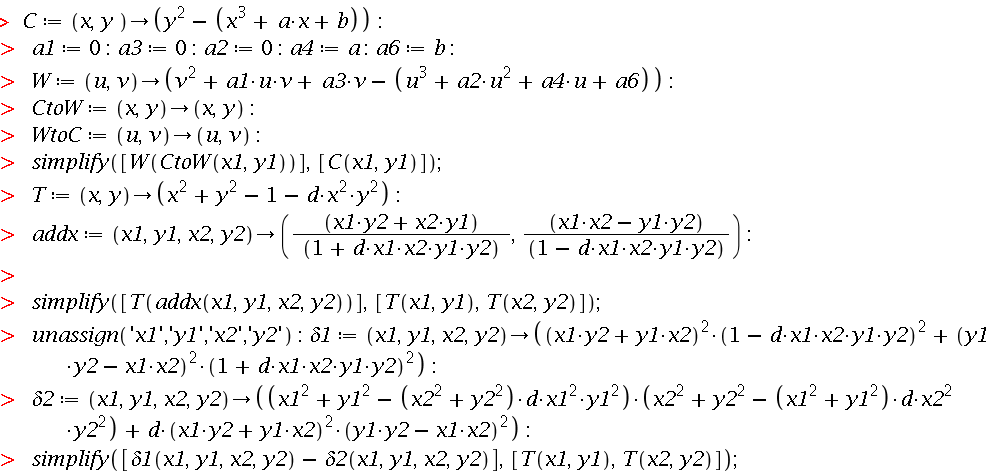 > C := (x, y) → (y² − (x³ + a·x + b)) :
> a1 := 0 : a3 := 0 : a2 := 0 : a4 := a : a6 := b :
> W := (u, v) → (v² + a1·u·v + a3·v − (u³ + a2·u² + a4·u + a6)) :
> CtoW := (x, y) → (x, y) :
> WtoC := (u, v) → (u, v) :
> simplify([W(CtoW(x1, y1))], [C(x1, y1)]);
> T := (x, y) → (x² + y² − 1 − d·x²·y²) :
> addx := (x1, y1, x2, y2) → ( (x1·y2 + x2·y1) / (1 + d·x1·x2·y1·y2) , (x1·x2 − y1·y2) / (1 − d·x1·x2·y1·y2) ) :
>
> simplify([T(addx(x1, y1, x2, y2))], [T(x1, y1), T(x2, y2)]);
> unassign('x1','y1','x2','y2') : δ1 := (x1, y1, x2, y2) → ((x1·y2 + y1·x2)²·(1 − d·x1·x2·y1·y2)² + (y1
·y2 − x1·x2)²·(1 + d·x1·x2·y1·y2)²) :
> δ2 := (x1, y1, x2, y2) → ((x1² + y1² − (x2² + y2²)·d·x1²·y1²)·(x2² + y2² − (x1² + y1²)·d·x2²
·y2²) + d·(x1·y2 + y1·x2)²·(y1·y2 − x1·x2)²) :
> simplify([δ1(x1, y1, x2, y2) − δ2(x1, y1, x2, y2)], [T(x1, y1), T(x2, y2)]);